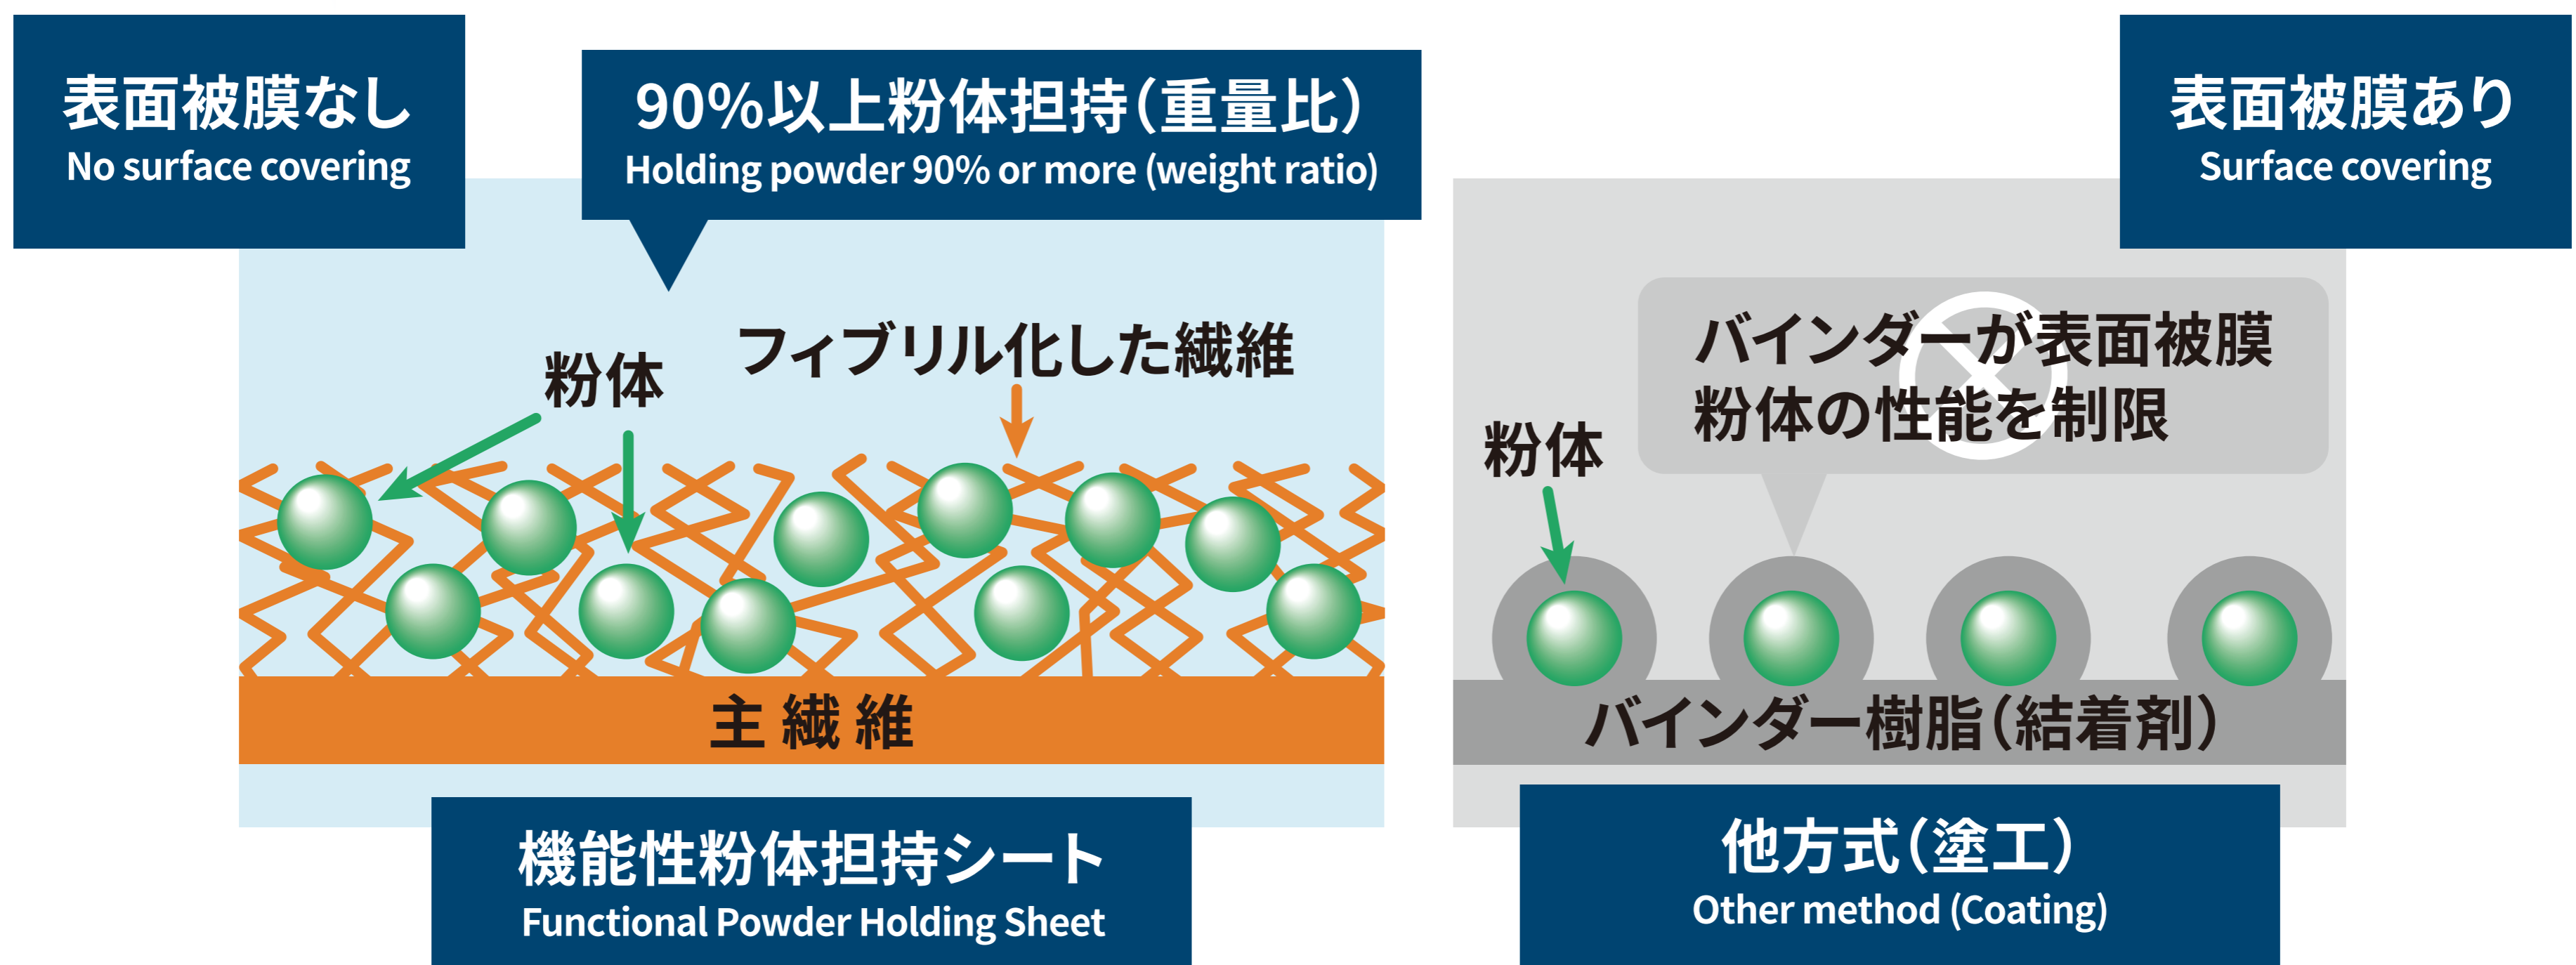 表面被膜なし
No surface covering
90%以上粉体担持（重量比）
Holding powder 90% or more (weight ratio)
粉体
フィブリル化した繊維
主繊維
機能性粉体担持シート
Functional Powder Holding Sheet
表面被膜あり
Surface covering
バインダーが表面被膜
粉体の性能を制限
粉体
バインダー樹脂（結着剤）
他方式（塗工）
Other method (Coating)